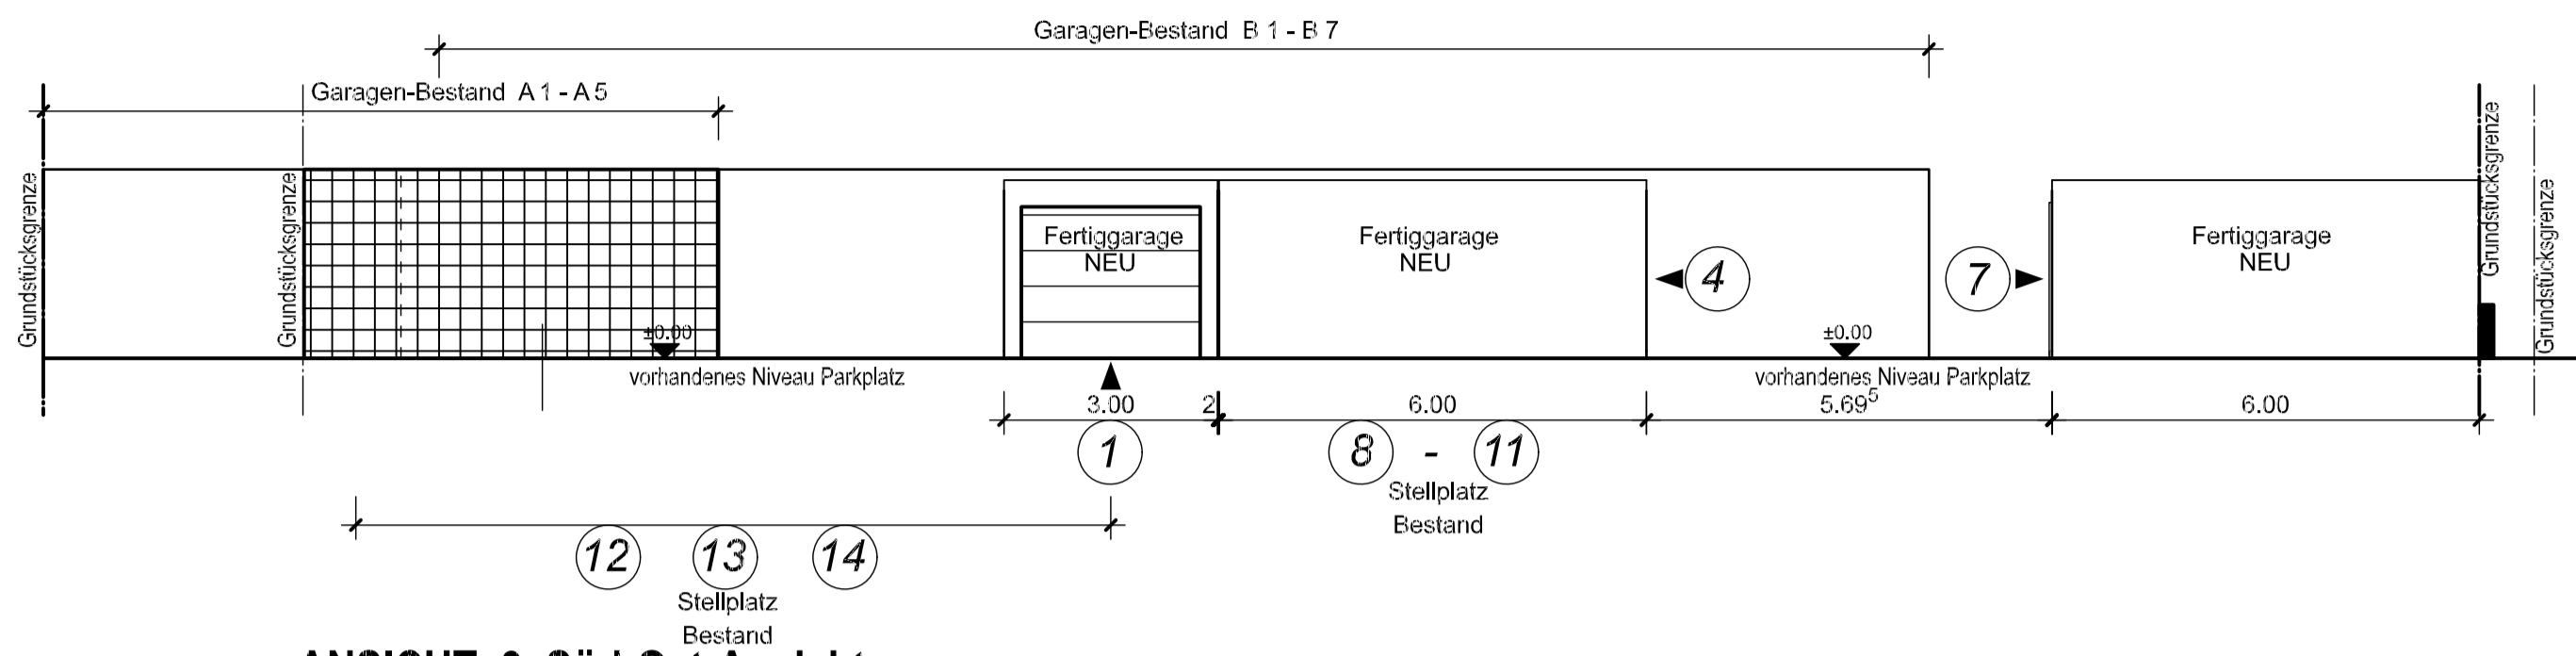 Garagen-Bestand B 1 - B 7
Garagen-Bestand A 1 - A 5
Grundstücksgrenze
Grundstücksgrenze
Grundstücksgrenze
Grundstücksgrenze
Fertiggarage
NEU
Fertiggarage
NEU
Fertiggarage
NEU
4
7
±0.00
±0.00
vorhandenes Niveau Parkplatz
vorhandenes Niveau Parkplatz
3.00 2 6.00 5.69⁵ 6.00
1
8 - 11
Stellplatz
Bestand
12 13 14
Stellplatz
Bestand